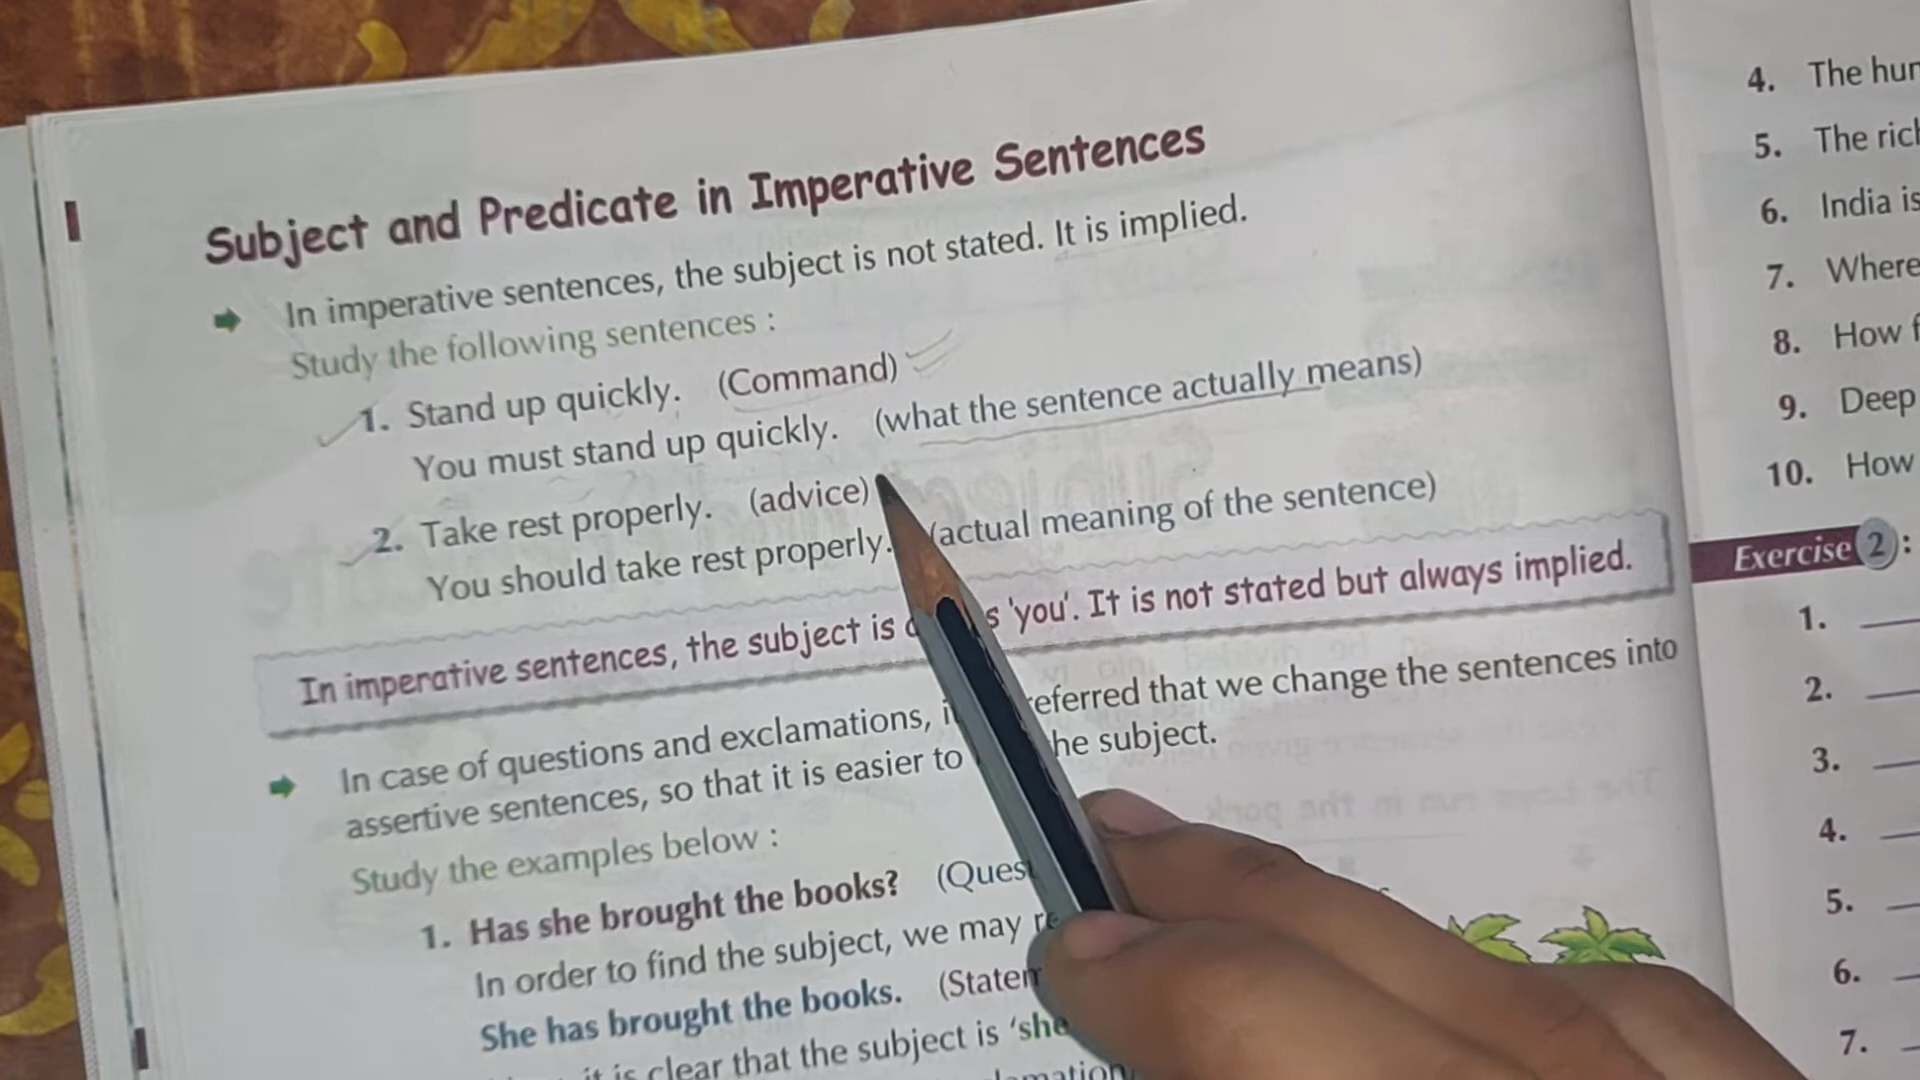 Subject and Predicate in Imperative Sentences
In imperative sentences, the subject is not stated. It is implied.
Study the following sentences :
1. Stand up quickly. (Command)
You must stand up quickly. (what the sentence actually means)
2. Take rest properly. (advice)
You should take rest properly. (actual meaning of the sentence)
In imperative sentences, the subject is 'you'. It is not stated but always implied.
In case of questions and exclamations, that we change the sentences into
assertive sentences, so that it is easier to the subject.
Study the examples below :
1. Has she brought the books?
In order to find the subject, we may
She has brought the books.
it is clear that the subject is 'she
4. The
5. The
6. India is
7. Where
8. How
9. Deep
10. How
Exercise 2 :
1.
2.
3.
4.
5.
6.
7.